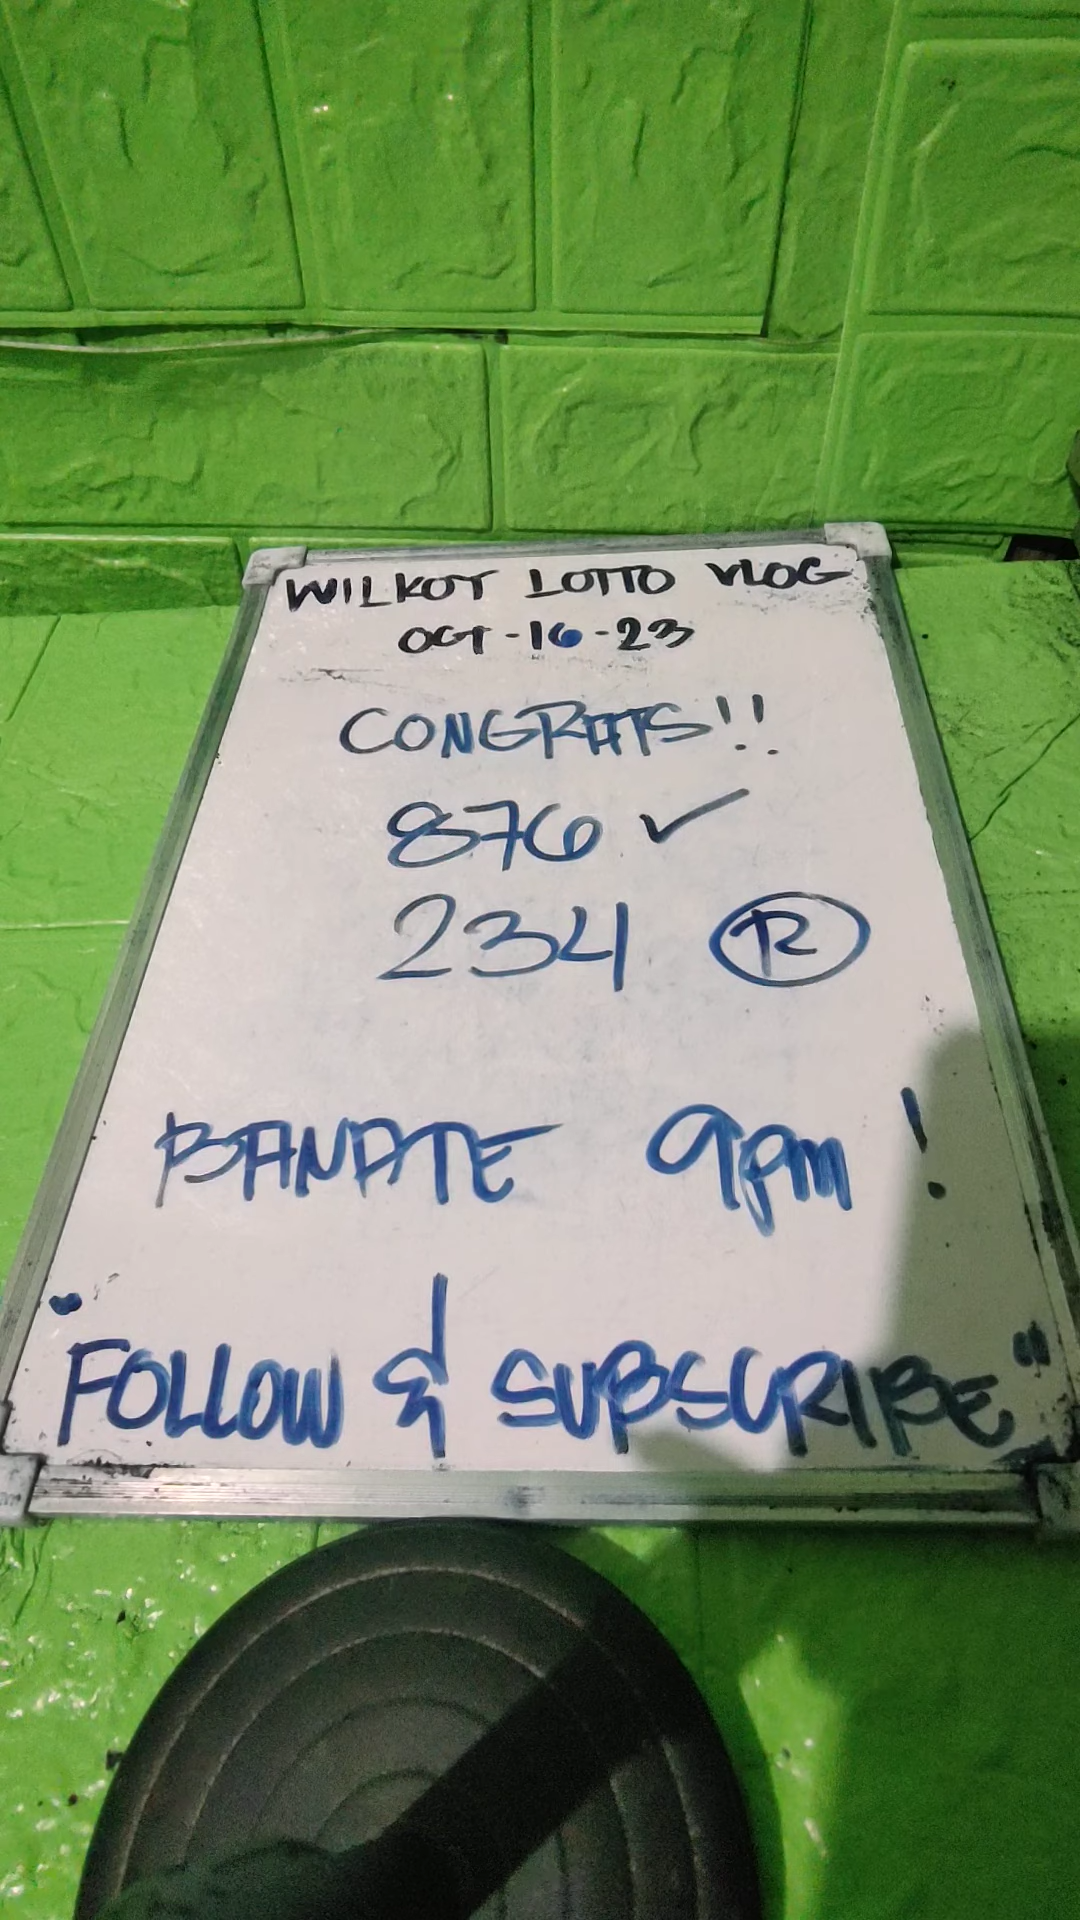 WILKOT LOTTO VLOG
OCT-16-23
CONGRATS!!
876 ✓
234 Ⓡ
BANATE 9pm !
"FOLLOW & SUBSCRIBE"